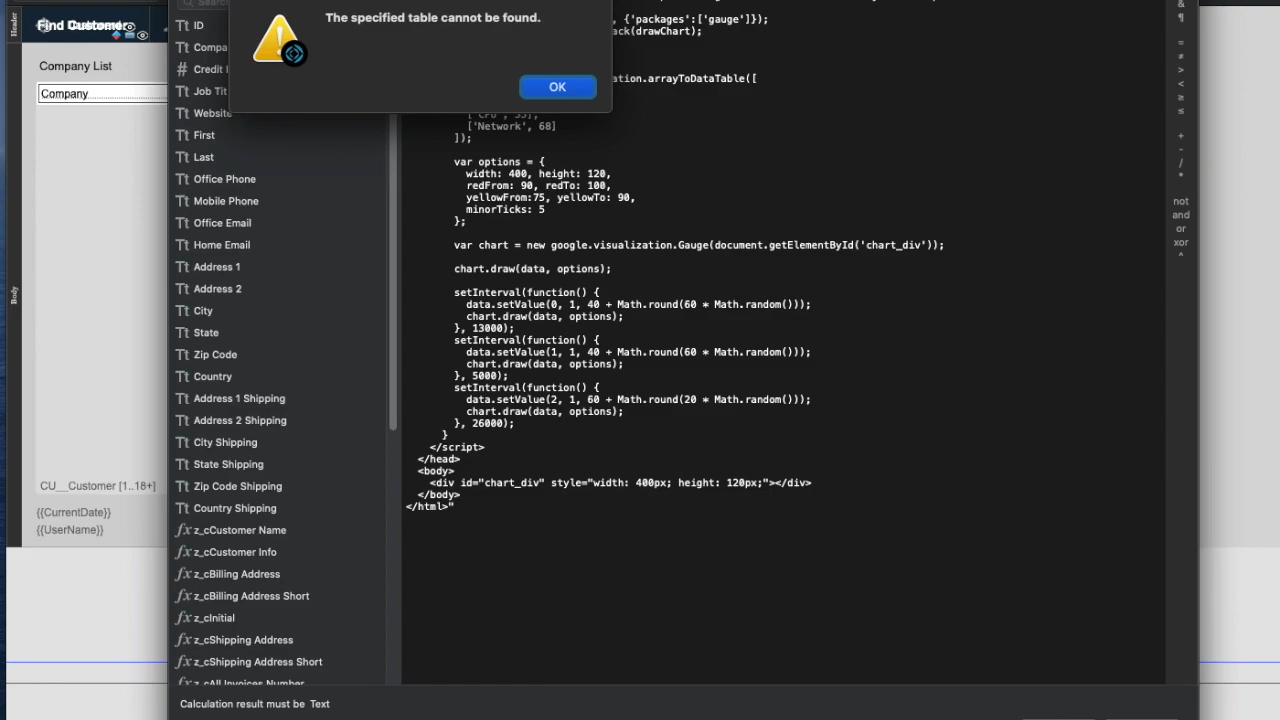 Header
Find Customer
Company List
Company
Body
CU__Customer [1..18+]
{{CurrentDate}}
{{UserName}}
Search
ID
Compa
Credit
Job Tit
Website
First
Last
Office Phone
Mobile Phone
Office Email
Home Email
Address 1
Address 2
City
State
Zip Code
Country
Address 1 Shipping
Address 2 Shipping
City Shipping
State Shipping
Zip Code Shipping
Country Shipping
z_cCustomer Name
z_cCustomer Info
z_cBilling Address
z_cBilling Address Short
z_cInitial
z_cShipping Address
z_cShipping Address Short
z_cAll Invoices Number
The specified table cannot be found.
OK
, {'packages':['gauge']});
ack(drawChart);
ation.arrayToDataTable([
['CPU', 55],
['Network', 68]
]);
var options = {
width: 400, height: 120,
redFrom: 90, redTo: 100,
yellowFrom:75, yellowTo: 90,
minorTicks: 5
};
var chart = new google.visualization.Gauge(document.getElementById('chart_div'));
chart.draw(data, options);
setInterval(function() {
data.setValue(0, 1, 40 + Math.round(60 * Math.random()));
chart.draw(data, options);
}, 13000);
setInterval(function() {
data.setValue(1, 1, 40 + Math.round(60 * Math.random()));
chart.draw(data, options);
}, 5000);
setInterval(function() {
data.setValue(2, 1, 60 + Math.round(20 * Math.random()));
chart.draw(data, options);
}, 26000);
}
</script>
</head>
<body>
<div id="chart_div" style="width: 400px; height: 120px;"></div>
</body>
</html>"
&
¶
=
≠
>
<
≥
≤
+
-
/
*
not
and
or
xor
^
Calculation result must be Text